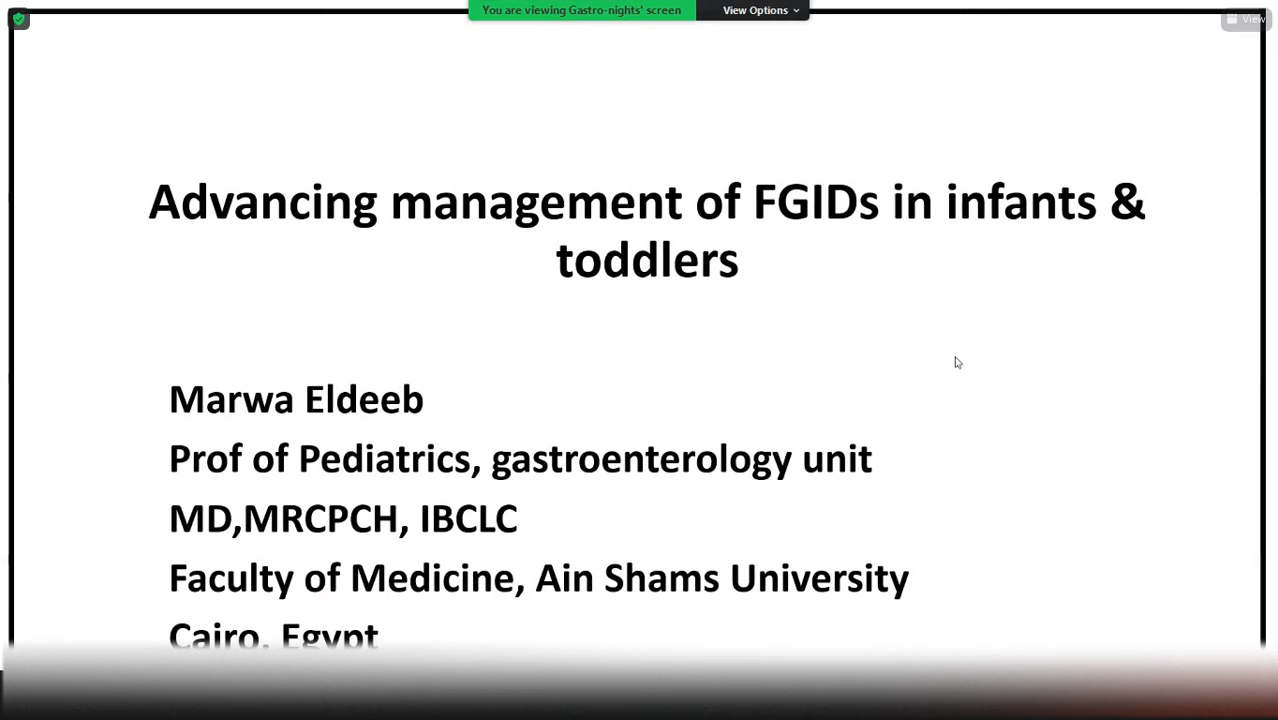 You are viewing Gastro-nights' screen
View Options
View
Advancing management of FGIDs in infants &
toddlers
Marwa Eldeeb
Prof of Pediatrics, gastroenterology unit
MD,MRCPCH, IBCLC
Faculty of Medicine, Ain Shams University
Cairo, Egypt